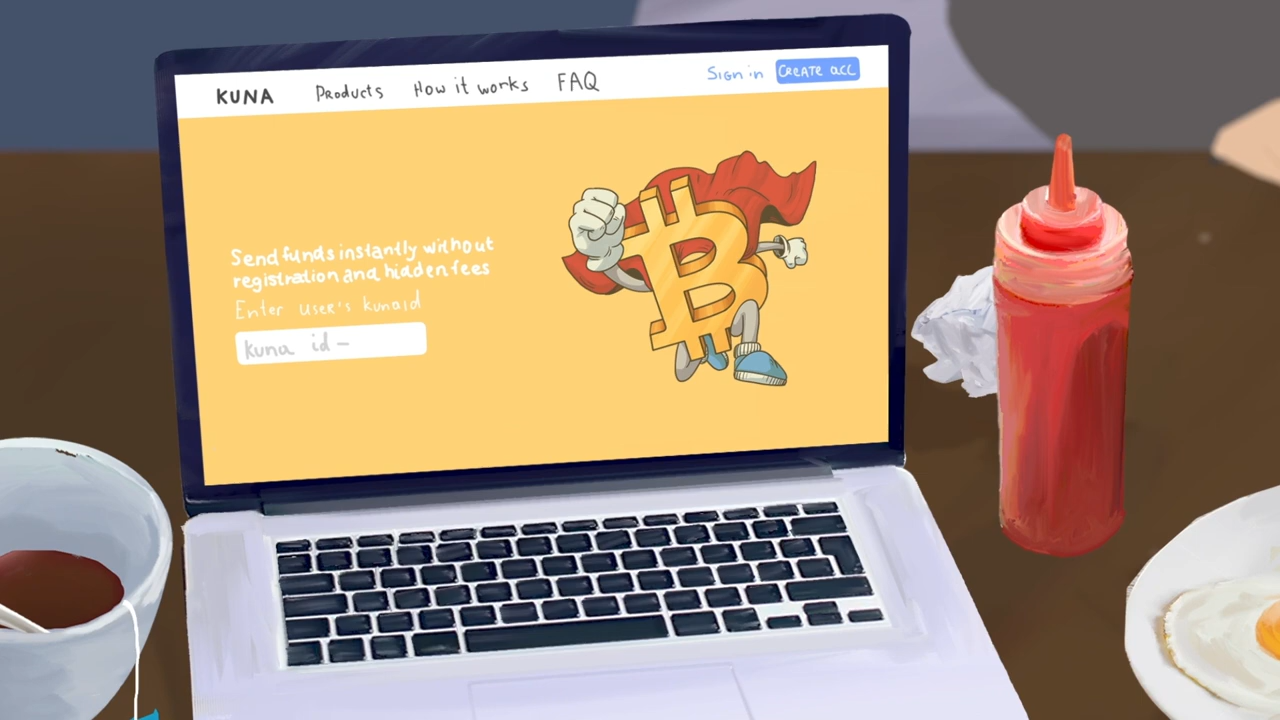 KUNA Products How it works FAQ Sign in CREATE ACC
Send funds instantly without
registration and hidden fees
Enter user's kunaid
kuna id –